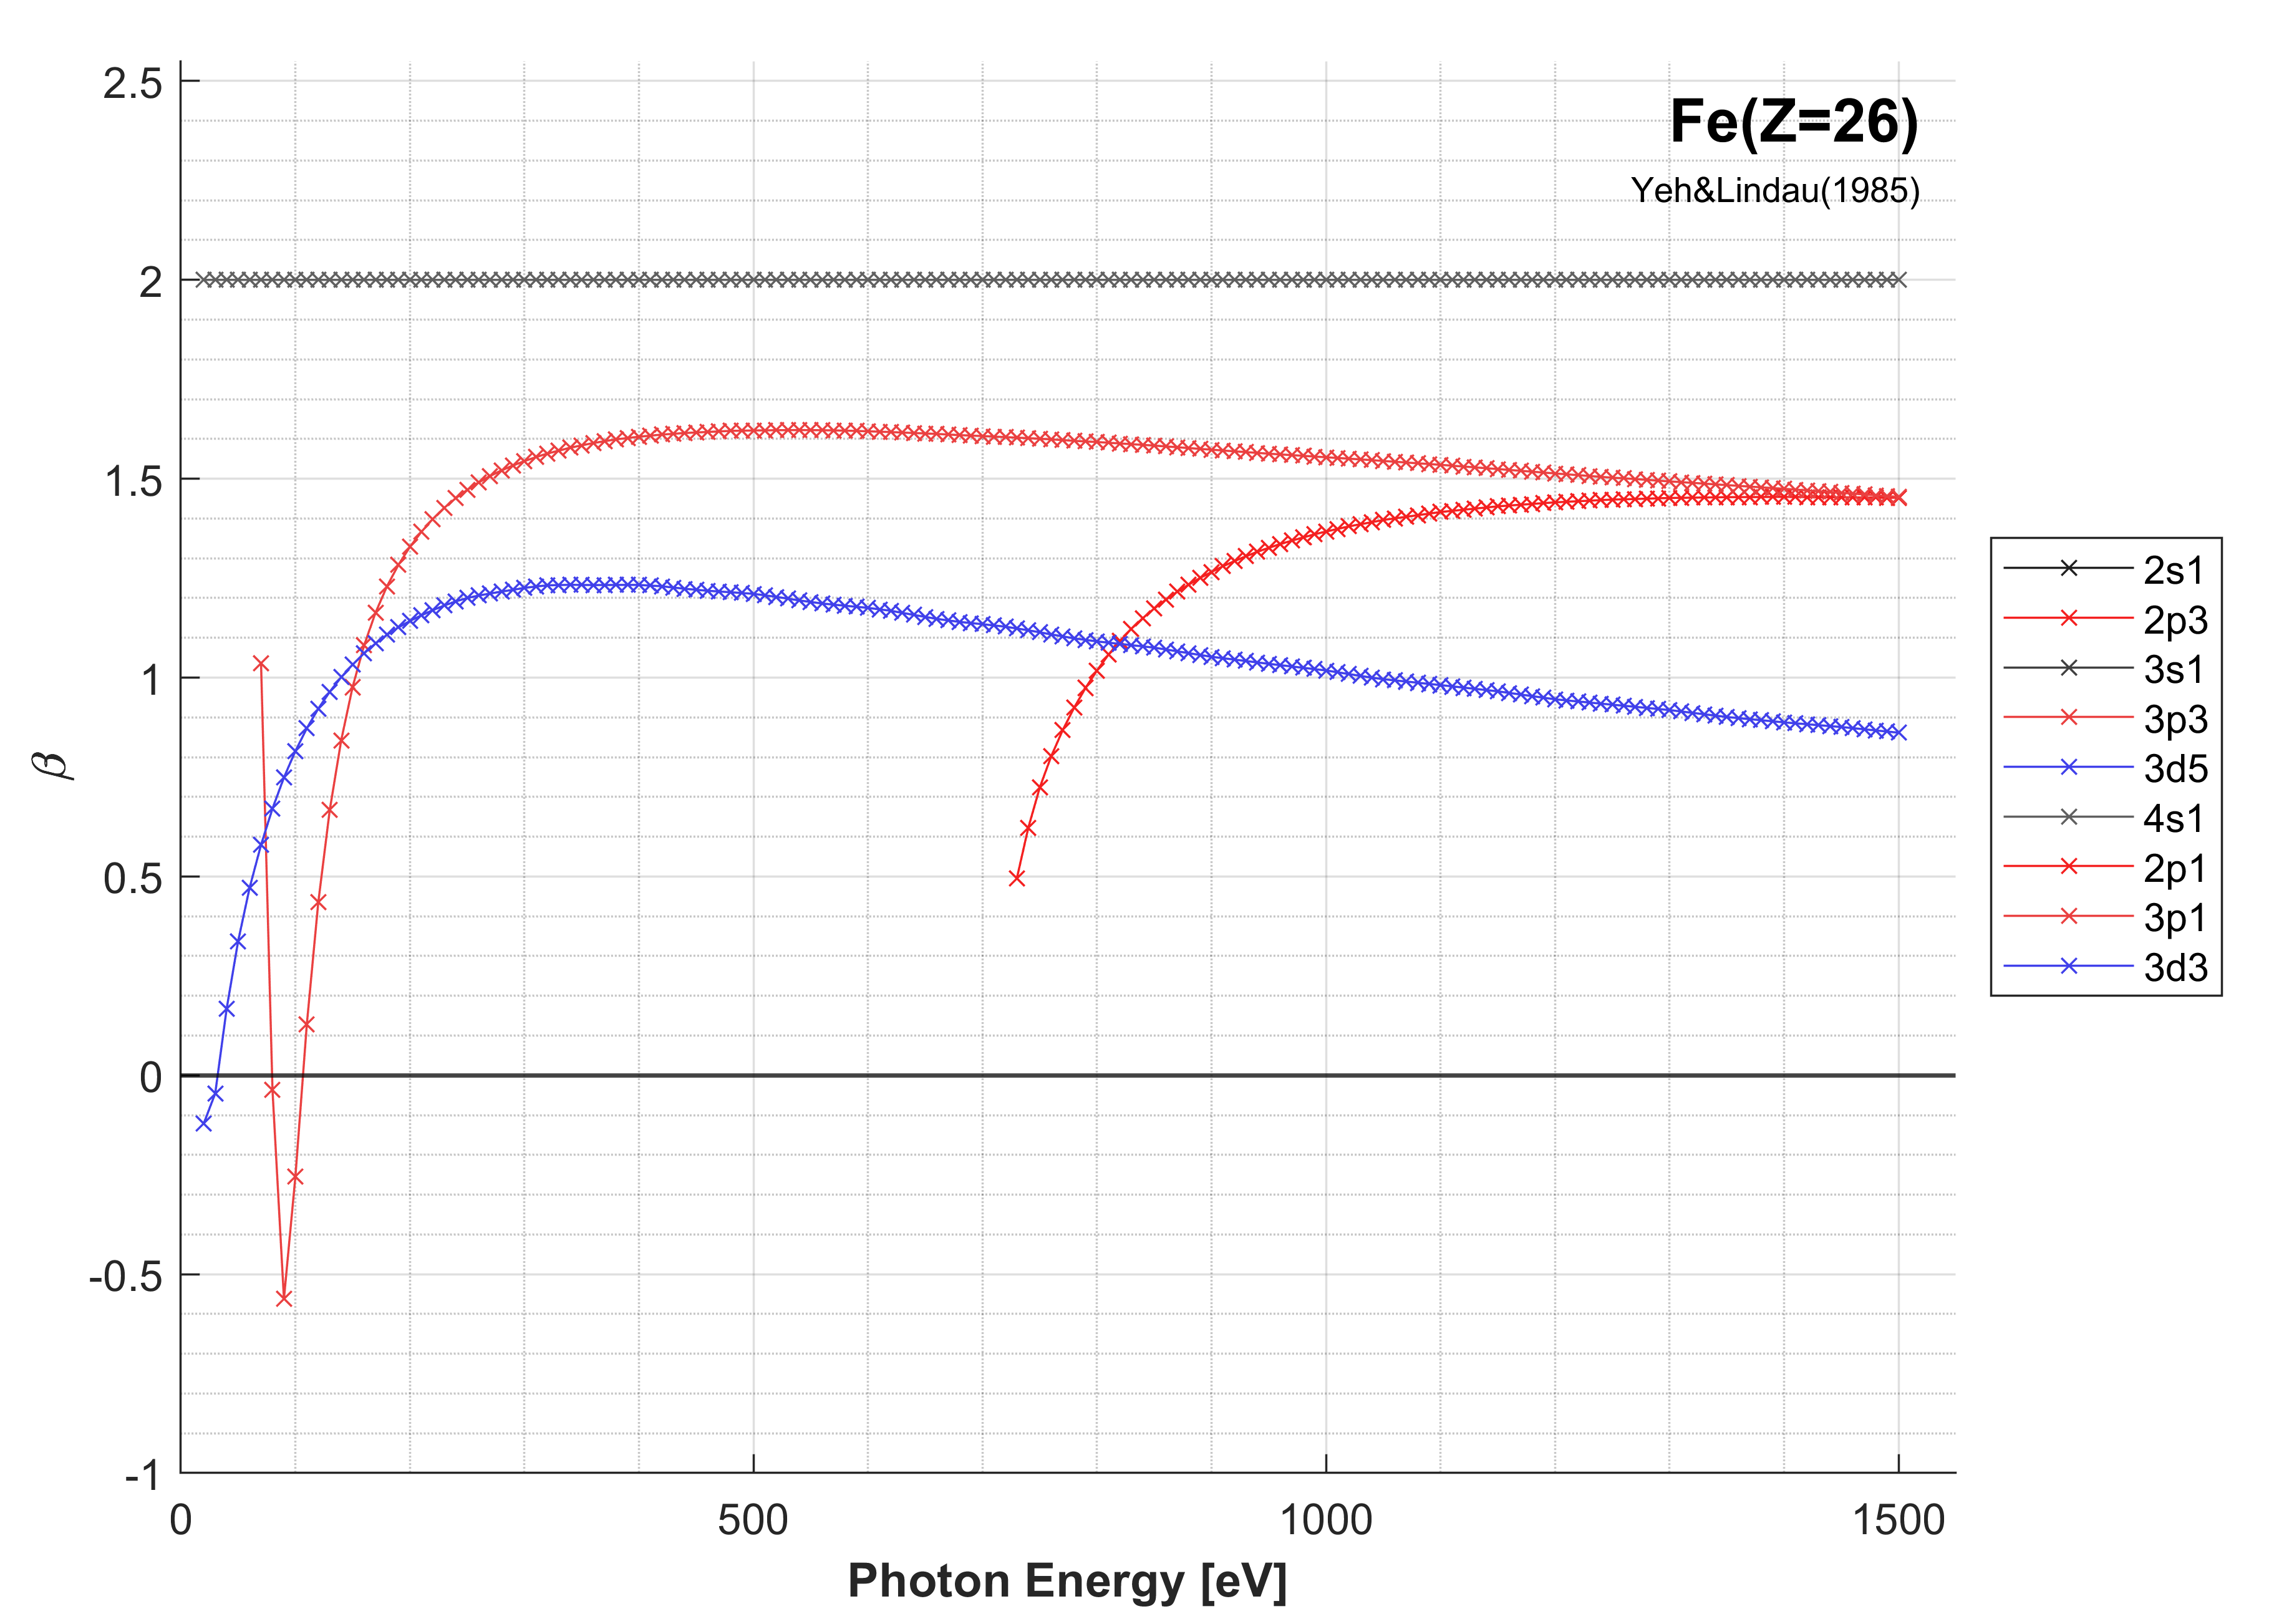 Fe(Z=26)
Yeh&Lindau(1985)
2.5
2
1.5
1
0.5
0
-0.5
-1
β
0 500 1000 1500
Photon Energy [eV]
2s1
2p3
3s1
3p3
3d5
4s1
2p1
3p1
3d3